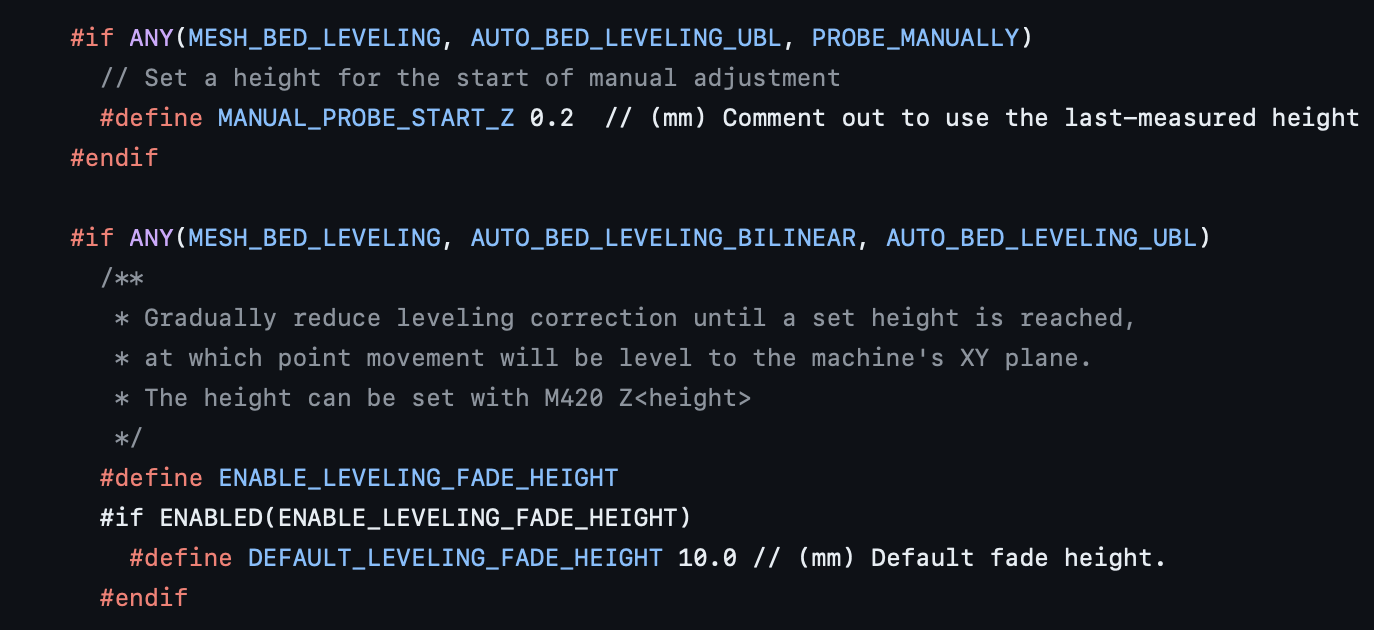 #if ANY(MESH_BED_LEVELING, AUTO_BED_LEVELING_UBL, PROBE_MANUALLY)
// Set a height for the start of manual adjustment
#define MANUAL_PROBE_START_Z 0.2  // (mm) Comment out to use the last-measured height
#endif
#if ANY(MESH_BED_LEVELING, AUTO_BED_LEVELING_BILINEAR, AUTO_BED_LEVELING_UBL)
/**
* Gradually reduce leveling correction until a set height is reached,
* at which point movement will be level to the machine's XY plane.
* The height can be set with M420 Z<height>
*/
#define ENABLE_LEVELING_FADE_HEIGHT
#if ENABLED(ENABLE_LEVELING_FADE_HEIGHT)
#define DEFAULT_LEVELING_FADE_HEIGHT 10.0 // (mm) Default fade height.
#endif